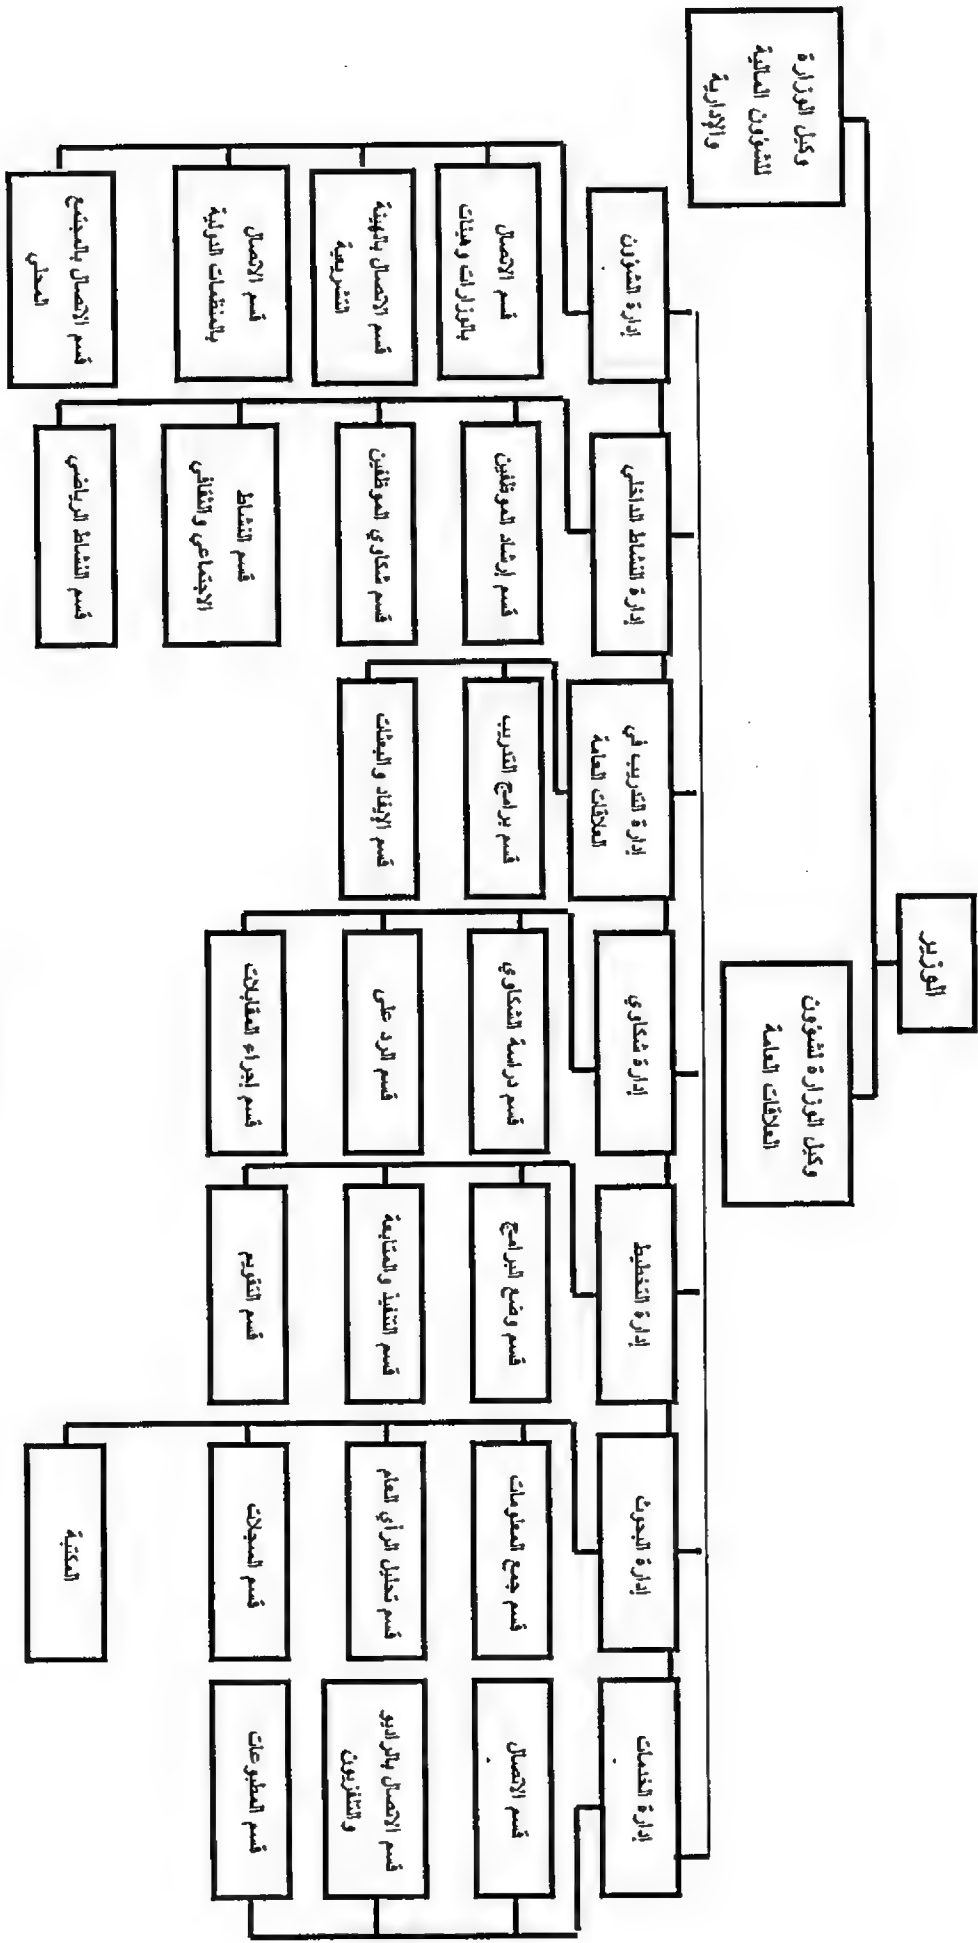 الوزير
وكيل الوزارة لشؤون
العلاقات العامة
وكيل الوزارة
للشؤون المالية
والإدارية
إدارة الخدمات
إدارة البحوث
إدارة التخطيط
إدارة شكاوي
إدارة التدريب في
العلاقات العامة
إدارة النشاط الداخلي
إدارة الشؤون
قسم الاتصال
قسم الاتصال بالراديو
والتلفزيون
قسم المطبوعات
قسم جمع المعلومات
قسم تحليل الرأي العام
قسم السجلات
المكتبة
قسم وضع البرامج
قسم التنفيذ والمتابعة
قسم التقويم
قسم دراسة الشكاوي
قسم الرد على
قسم إجراء المقابلات
قسم برامج التدريب
قسم الإيفاد والبعثات
قسم إرشاد الموظفين
قسم شكاوي الموظفين
قسم النشاط
الاجتماعي والثقافي
قسم النشاط الرياضي
قسم الاتصال
بالوزارات وهيئات
قسم الاتصال بالهيئة
التشريعية
قسم الاتصال
بالمنظمات الدولية
قسم الاتصال بالمجتمع
المحلي